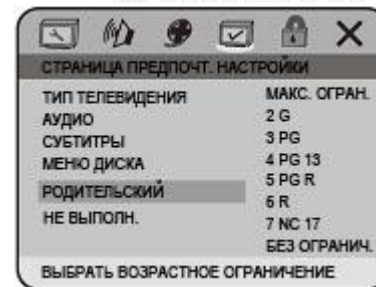 СТРАНИЦА ПРЕДПОЧТ. НАСТРОЙКИ
ТИП ТЕЛЕВИДЕНИЯ
АУДИО
СУБТИТРЫ
МЕНЮ ДИСКА
РОДИТЕЛЬСКИЙ
НЕ ВЫПОЛН.
МАКС. ОГРАН.
2 G
3 PG
4 PG 13
5 PG R
6 R
7 NC 17
БЕЗ ОГРАНИЧ.
ВЫБРАТЬ ВОЗРАСТНОЕ ОГРАНИЧЕНИЕ